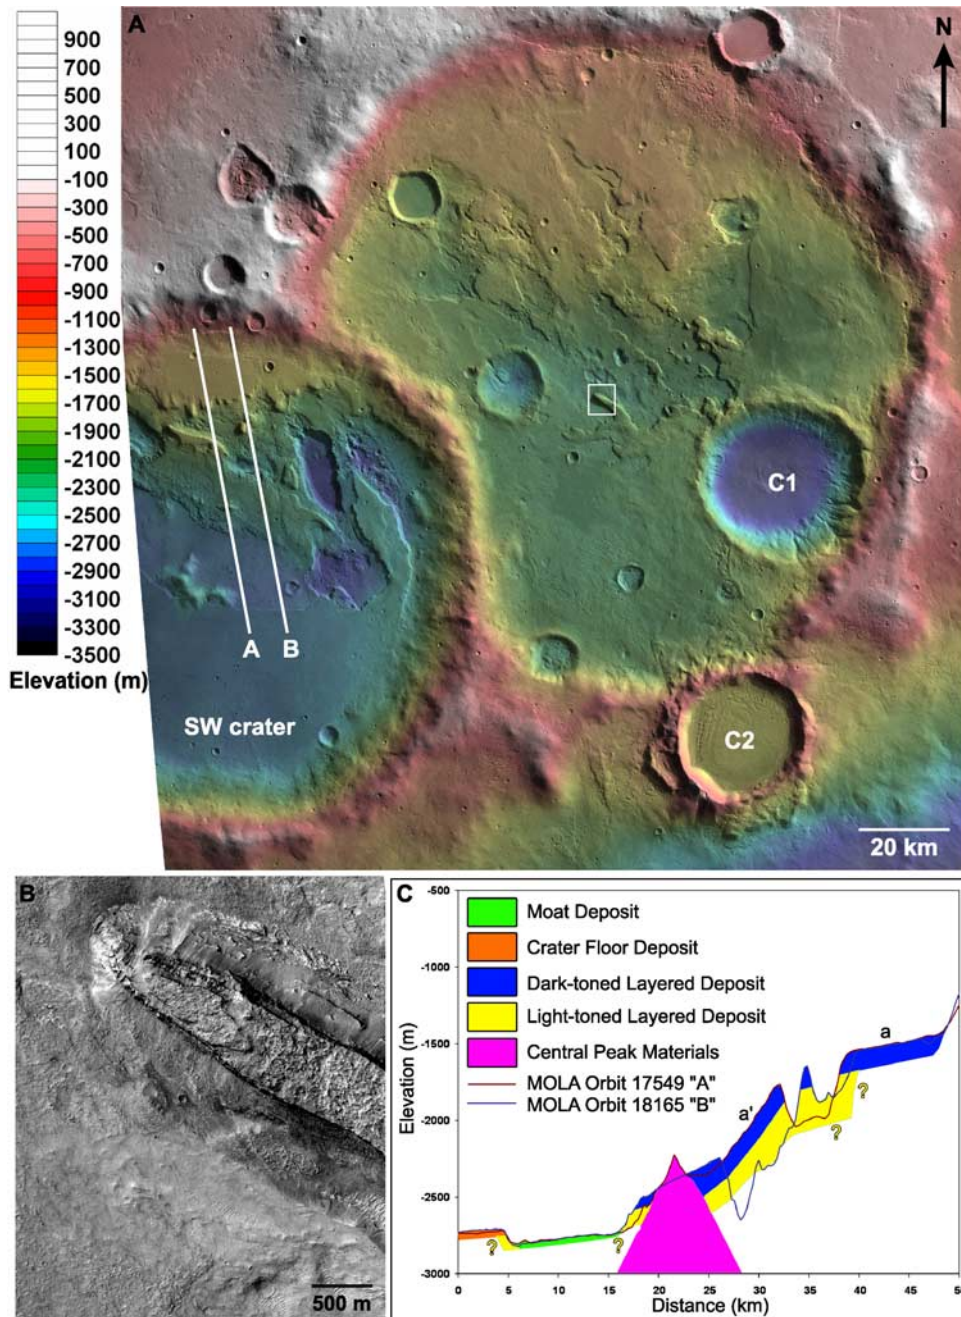 A
N
900
700
500
300
100
-100
-300
-500
-700
-900
-1100
-1300
-1500
-1700
-1900
-2100
-2300
-2500
-2700
-2900
-3100
-3300
-3500
Elevation (m)
C1
A B
SW crater
C2
20 km
B
500 m
C
Moat Deposit
Crater Floor Deposit
Dark-toned Layered Deposit
Light-toned Layered Deposit
Central Peak Materials
MOLA Orbit 17549 "A"
MOLA Orbit 18165 "B"
a
a'
?
?
?
?
-500
-1000
-1500
-2000
-2500
-3000
Elevation (m)
0 5 10 15 20 25 30 35 40 45 5
Distance (km)